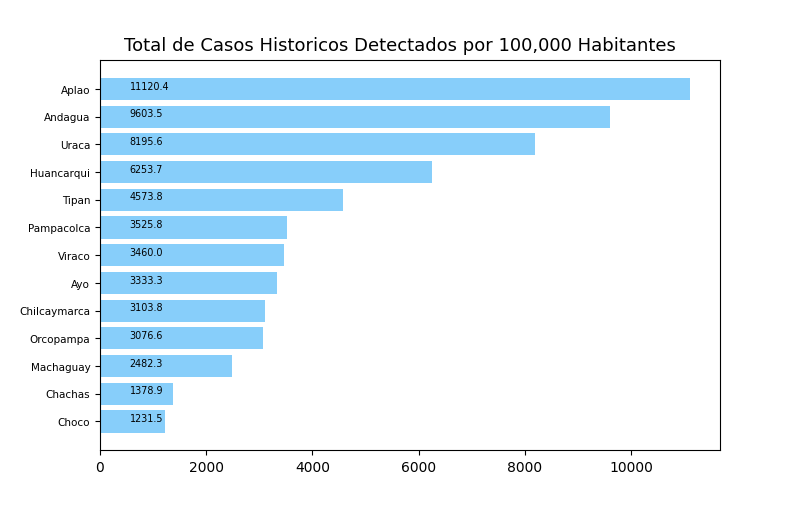 Total de Casos Historicos Detectados por 100,000 Habitantes
Aplao 11120.4
Andagua 9603.5
Uraca 8195.6
Huancarqui 6253.7
Tipan 4573.8
Pampacolca 3525.8
Viraco 3460.0
Ayo 3333.3
Chilcaymarca 3103.8
Orcopampa 3076.6
Machaguay 2482.3
Chachas 1378.9
Choco 1231.5
0 2000 4000 6000 8000 10000